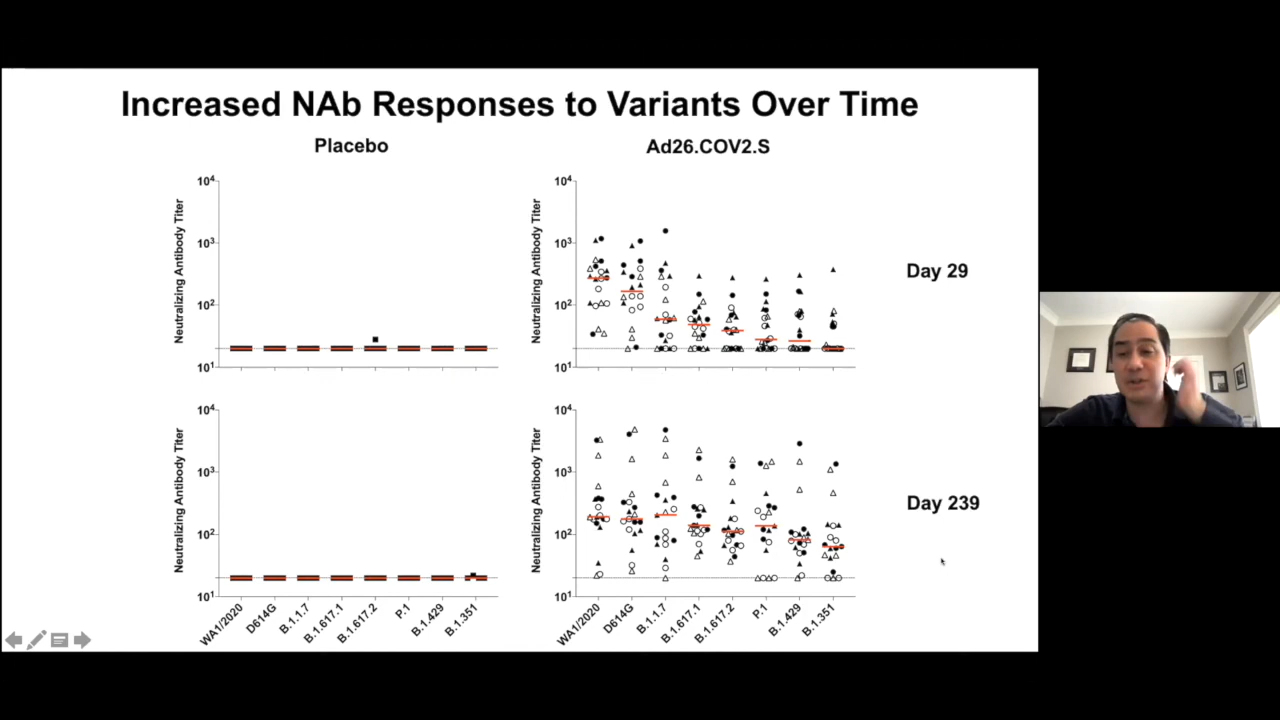 Increased NAb Responses to Variants Over Time
Placebo
Ad26.COV2.S
Neutralizing Antibody Titer
10⁴
10³
10²
10¹
Neutralizing Antibody Titer
10⁴
10³
10²
10¹
Day 29
Neutralizing Antibody Titer
10⁴
10³
10²
10¹
Neutralizing Antibody Titer
10⁴
10³
10²
10¹
Day 239
WA1/2020
D614G
B.1.1.7
B.1.617.1
B.1.617.2
P.1
B.1.429
B.1.351
WA1/2020
D614G
B.1.1.7
B.1.617.1
B.1.617.2
P.1
B.1.429
B.1.351